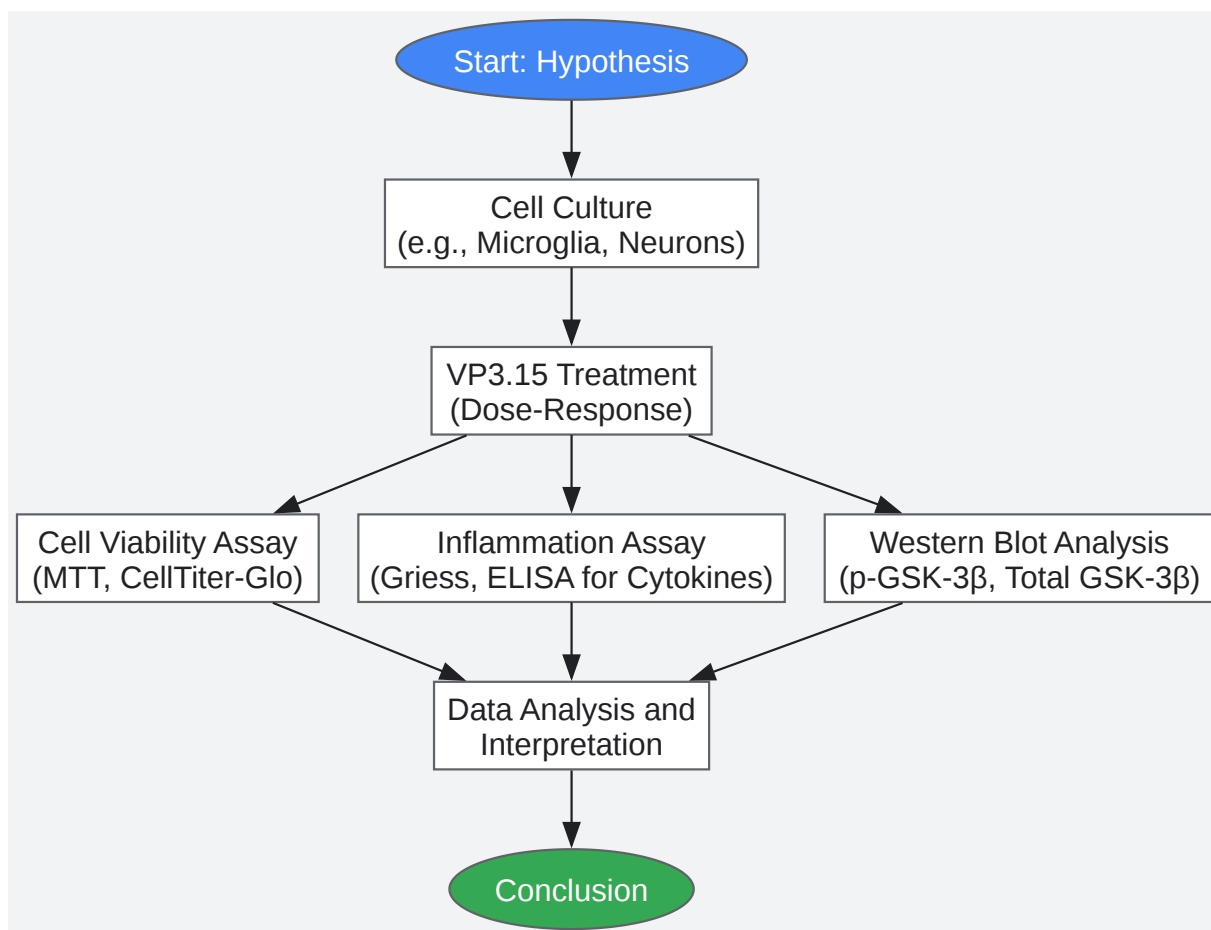 Start: Hypothesis
Cell Culture
(e.g., Microglia, Neurons)
VP3.15 Treatment
(Dose-Response)
Cell Viability Assay
(MTT, CellTiter-Glo)
Inflammation Assay
(Griess, ELISA for Cytokines)
Western Blot Analysis
(p-GSK-3β, Total GSK-3β)
Data Analysis and
Interpretation
Conclusion